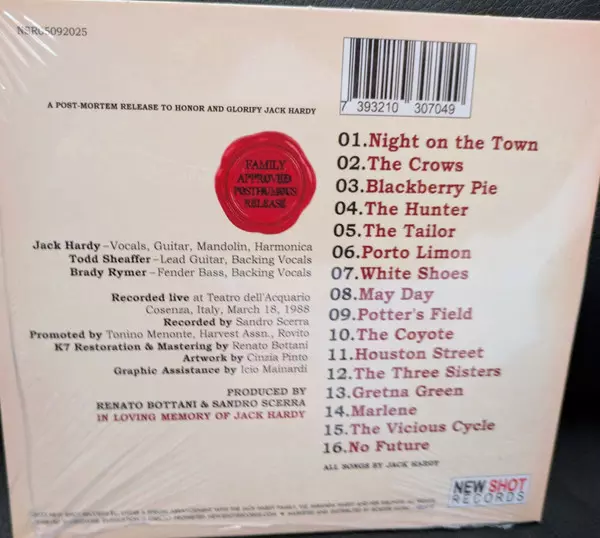 NSR05092025
A POST-MORTEM RELEASE TO HONOR AND GLORIFY JACK HARDY
7 393210 307049
FAMILY
APPROVED
POSTHUMOUS
RELEASE
Jack Hardy – Vocals, Guitar, Mandolin, Harmonica
Todd Sheaffer – Lead Guitar, Backing Vocals
Brady Rymer – Fender Bass, Backing Vocals
Recorded live at Teatro dell'Acquario
Cosenza, Italy, March 18, 1988
Recorded by Sandro Scerra
Promoted by Tonino Menonte, Harvest Assn., Rovito
K7 Restoration & Mastering by Renato Bottani
Artwork by Cinzia Pinto
Graphic Assistance by Icio Mainardi
PRODUCED BY
RENATO BOTTANI & SANDRO SCERRA
IN LOVING MEMORY OF JACK HARDY
01.Night on the Town
02.The Crows
03.Blackberry Pie
04.The Hunter
05.The Tailor
06.Porto Limon
07.White Shoes
08.May Day
09.Potter's Field
10.The Coyote
11.Houston Street
12.The Three Sisters
13.Gretna Green
14.Marlene
15.The Vicious Cycle
16.No Future
ALL SONGS BY JACK HARDY
NEW SHOT
RECORDS